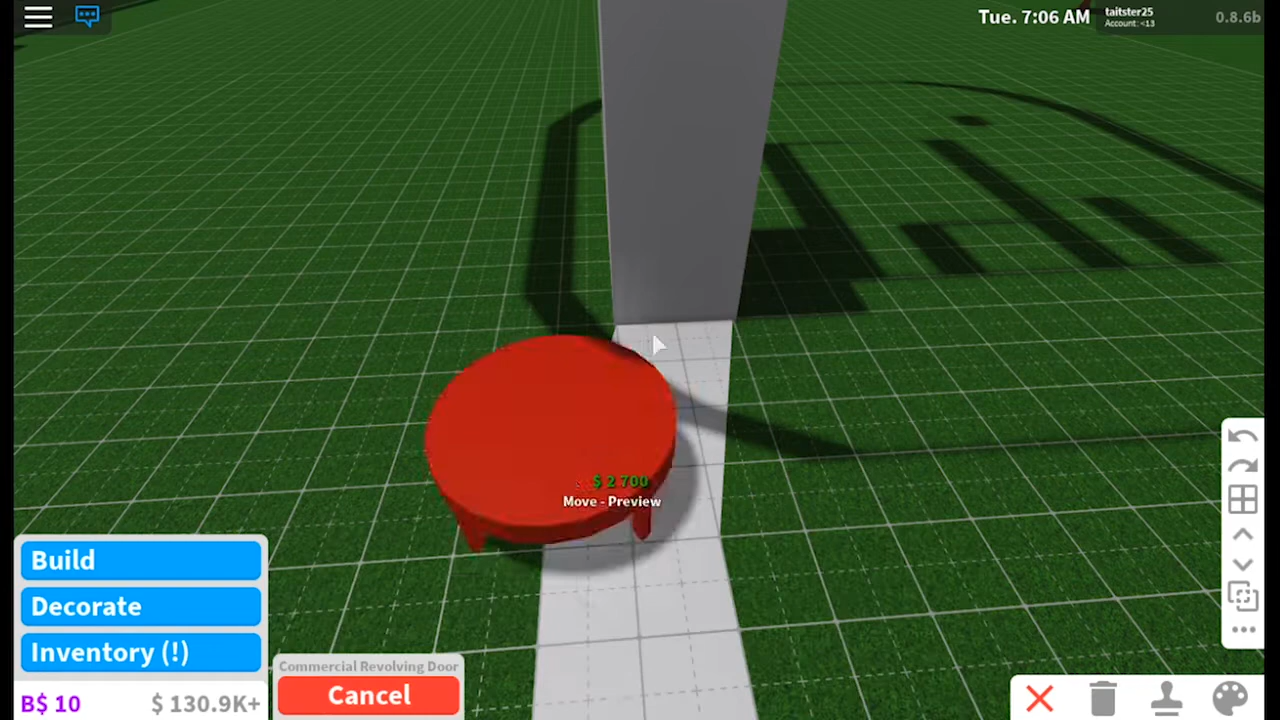 Tue. 7:06 AM
taitster25
Account: <13
0.8.6b
$ 2 700
Move - Preview
Build
Decorate
Inventory (!)
B$ 10
$ 130.9K+
Commercial Revolving Door
Cancel